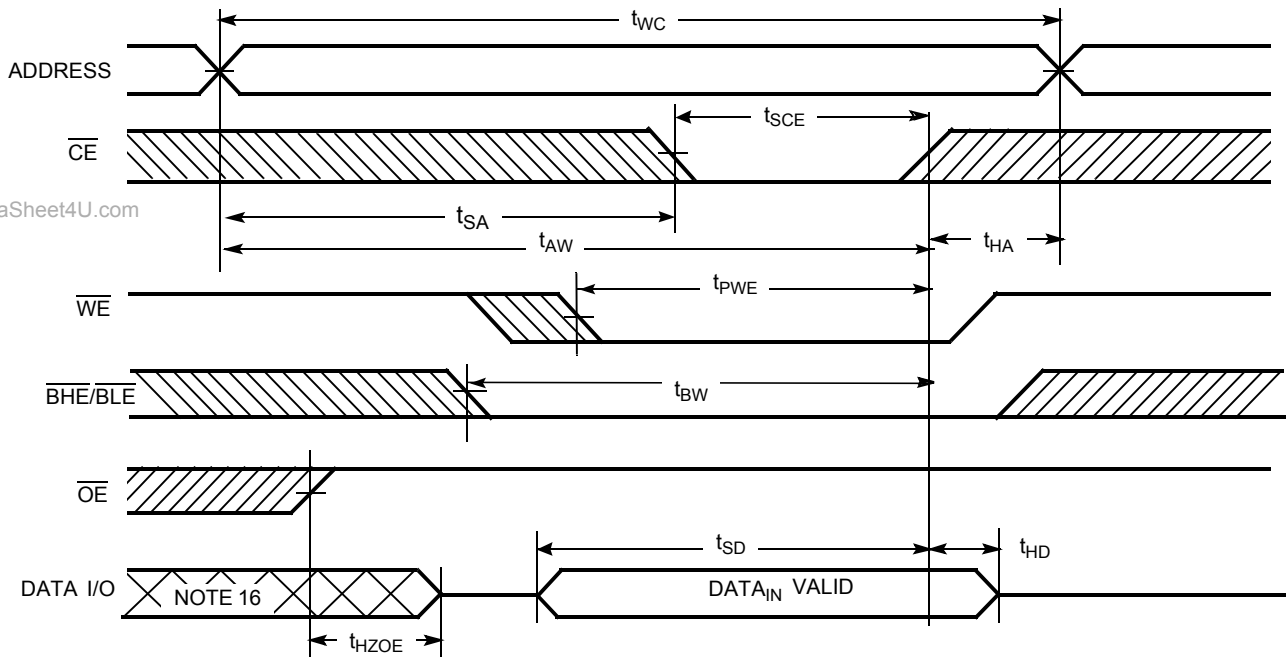 tWC
ADDRESS
tSCE
CE
aSheet4U.com
tSA
tAW
tHA
WE
tPWE
BHE/BLE
tBW
OE
tSD
tHD
DATA I/O
NOTE 16
DATAIN VALID
tHZOE